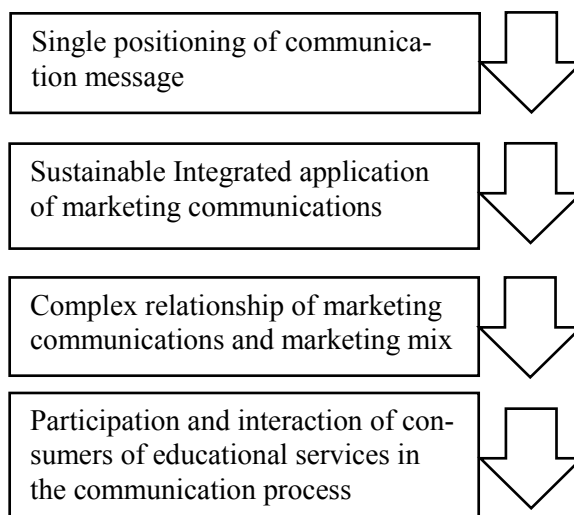 Single positioning of communica-
tion message
Sustainable Integrated application
of marketing communications
Complex relationship of marketing
communications and marketing mix
Participation and interaction of con-
sumers of educational services in
the communication process